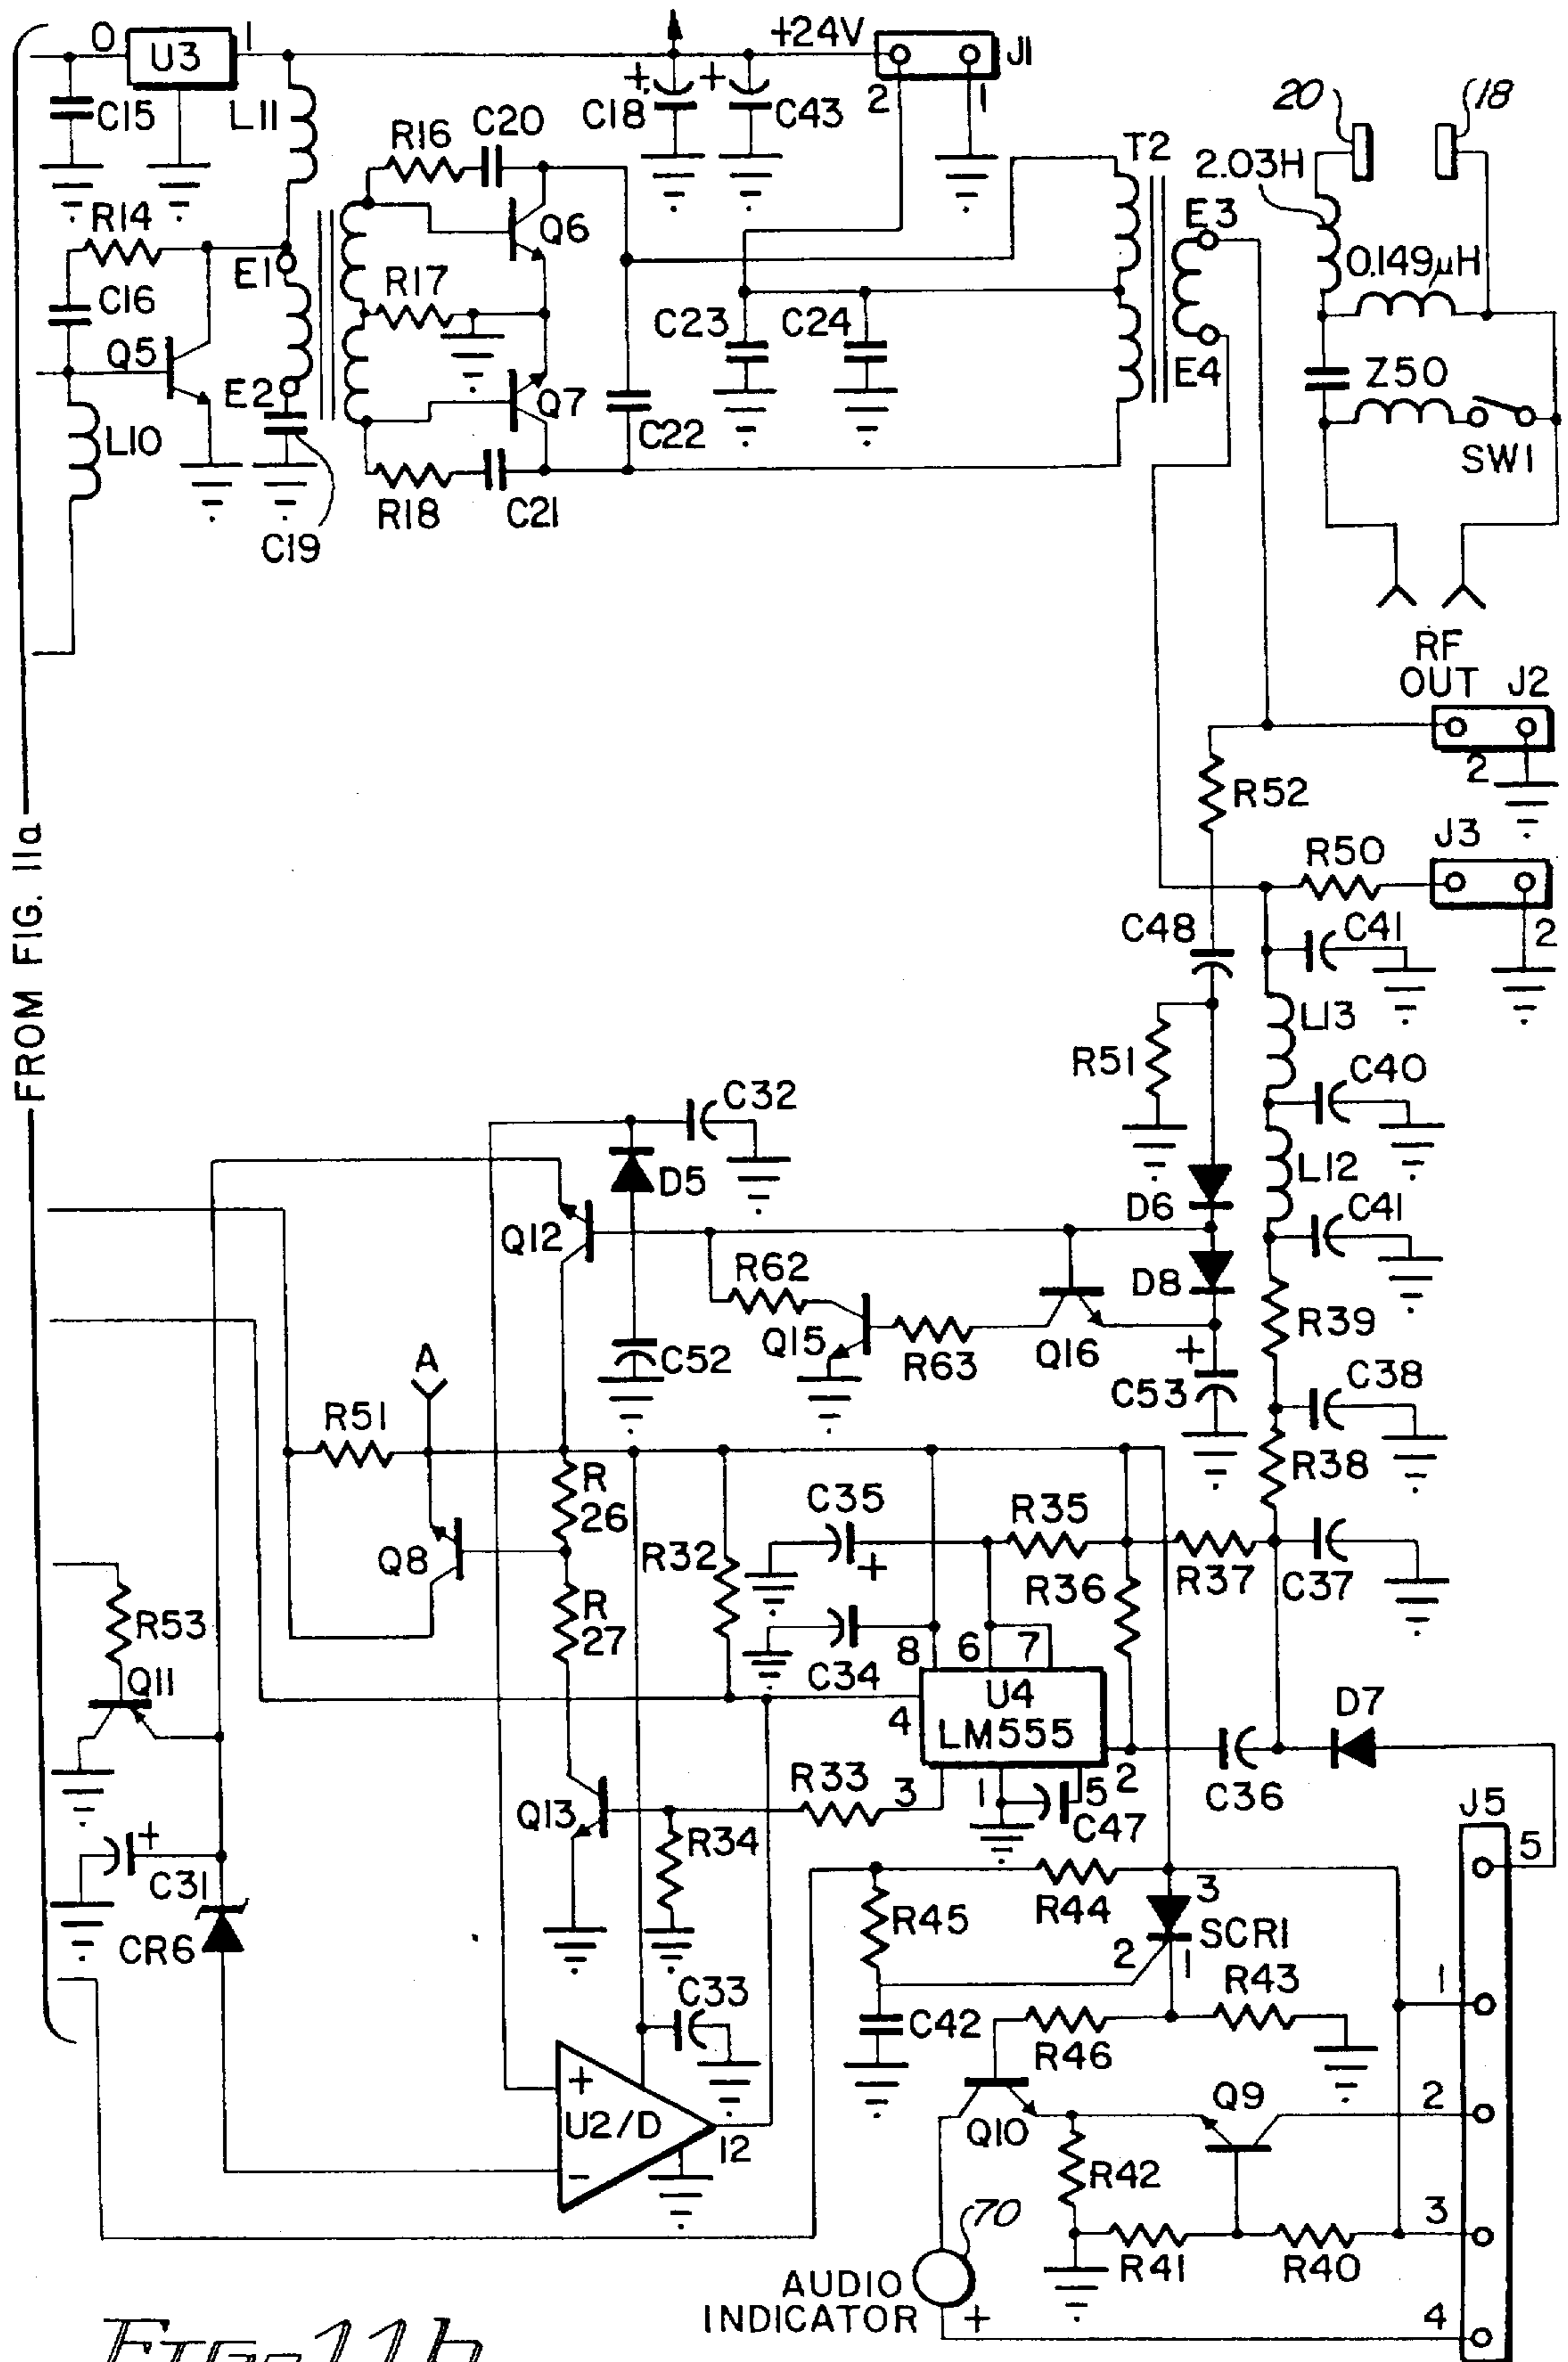 0 U3 1 +24V J1
C15 L11 C18 + + C43 2 1
R16 C20 T2 20 18
2.03H
R14 Q6 E3
E1 R17 0.149μH
C16 C23 C24
Q5 E2 Q7 E4 Z50
L10 C22 SW1
R18 C21
C19
RF
OUT J2
2
R52
J3
R50
C48 C41 2
L13
R51 C40
C32
D5 L12
D6 C41
Q12
R62 D8
Q15 R63 Q16 R39
A C52 + C53 C38
R51
R
26 C35 R35 R38
Q8 R32 + R36 R37 C37
R
27
R53 C34 8 6 7
Q11 U4 D7
4 LM555
R33 3 1 5 2 C36
Q13 C47 J5
+ R34 5
C31 R44 3
CR6 R45 SCR1
2 1 R43 1
C33 C42 R46
+ Q9 2
U2/D Q10
12 R42
- 3
70 R41 R40
AUDIO
INDICATOR + 4
FROM FIG. 11a
FIG. 11b